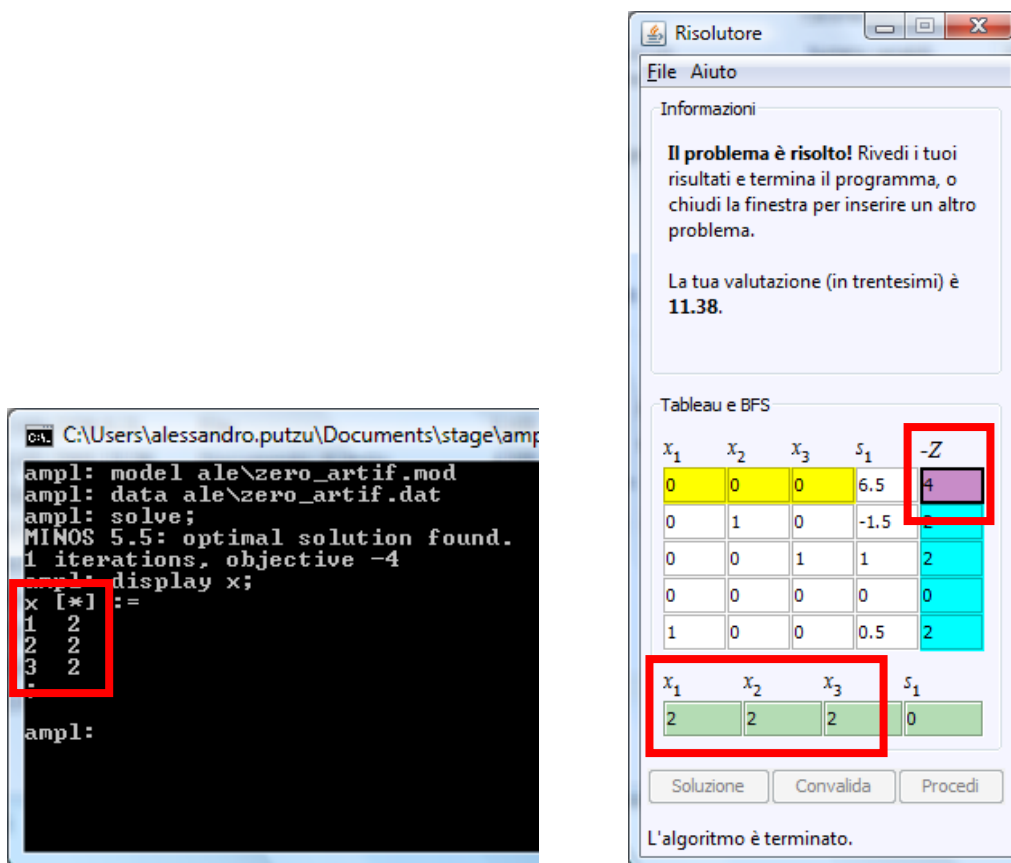 C:\Users\alessandro.putzu\Documents\stage\amp
ampl: model ale\zero_artif.mod
ampl: data ale\zero_artif.dat
ampl: solve;
MINOS 5.5: optimal solution found.
1 iterations, objective -4
ampl: display x;
x [*] :=
1 2
2 2
3 2
;
ampl:
Risolutore
File Aiuto
Informazioni
Il problema è risolto! Rivedi i tuoi
risultati e termina il programma, o
chiudi la finestra per inserire un altro
problema.
La tua valutazione (in trentesimi) è
11.38.
Tableau e BFS
x1 x2 x3 s1 -Z
0 0 0 6.5 4
0 1 0 -1.5 2
0 0 1 1 2
0 0 0 0 0
1 0 0 0.5 2
x1 x2 x3 s1
2 2 2 0
Soluzione Convalida Procedi
L'algoritmo è terminato.